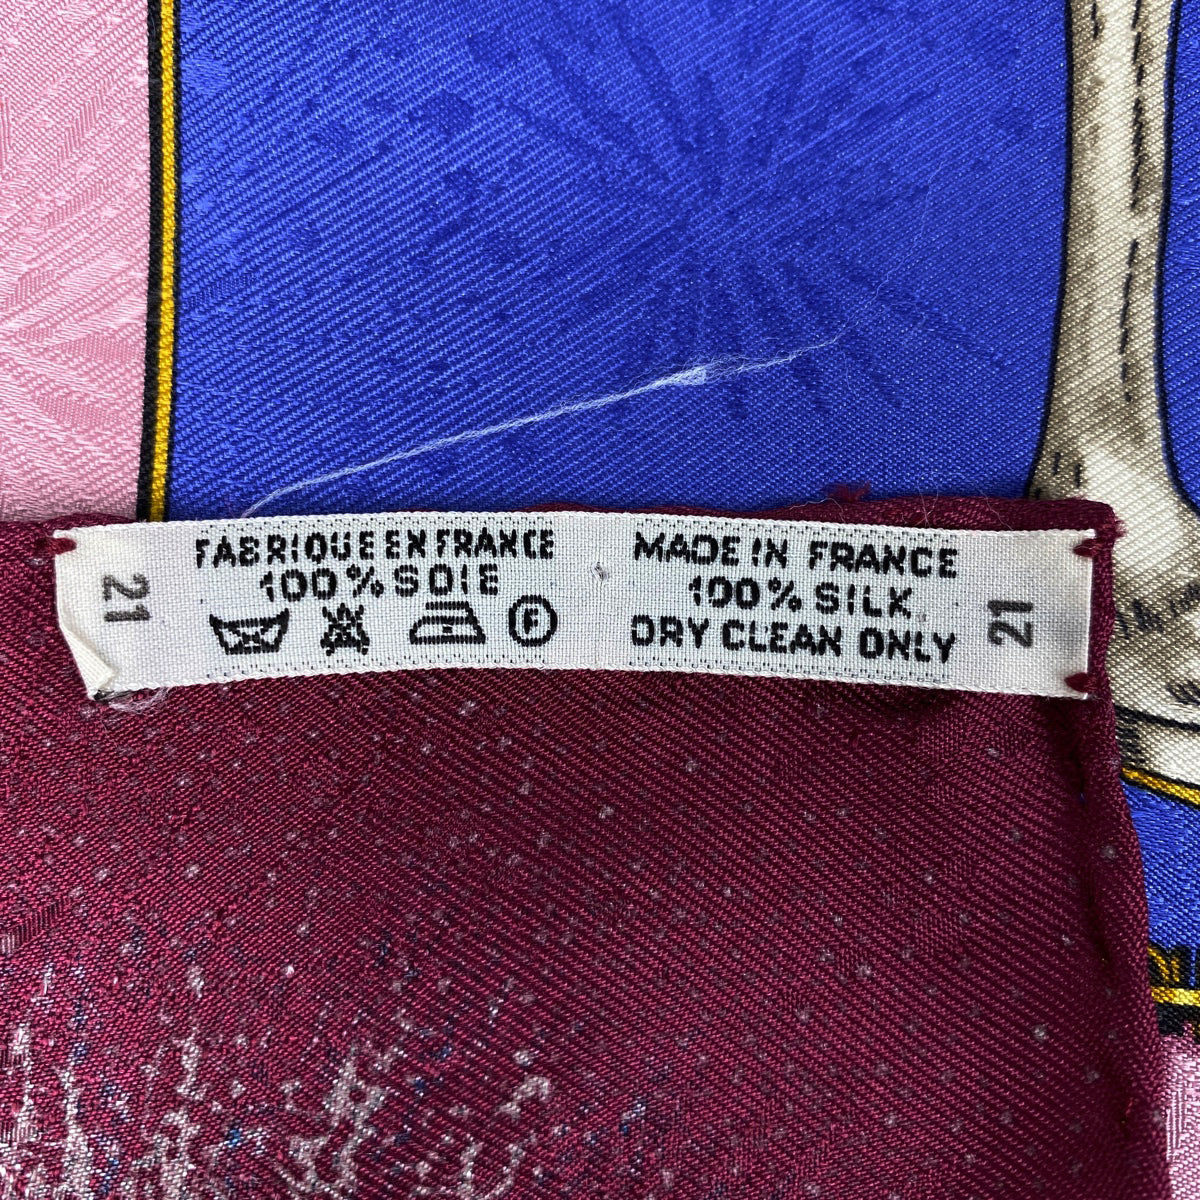 21
FABRIQUE EN FRANCE
100% SOIE
F
MADE IN FRANCE
100% SILK
DRY CLEAN ONLY
21